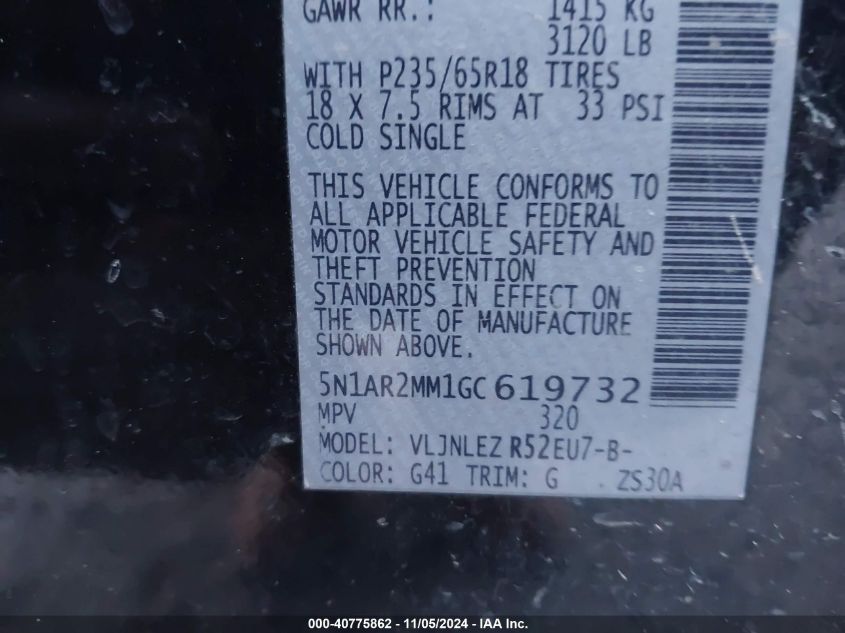 GAWR RR.: 1415 KG
3120 LB
WITH P235/65R18 TIRES
18 X 7.5 RIMS AT 33 PSI
COLD SINGLE
THIS VEHICLE CONFORMS TO
ALL APPLICABLE FEDERAL
MOTOR VEHICLE SAFETY AND
THEFT PREVENTION
STANDARDS IN EFFECT ON
THE DATE OF MANUFACTURE
SHOWN ABOVE.
5N1AR2MM1GC619732
MPV 320
MODEL: VLJNLEZ R52EU7-B-
COLOR: G41 TRIM: G ZS30A
000-40775862 - 11/05/2024 - IAA Holdings, LLC.